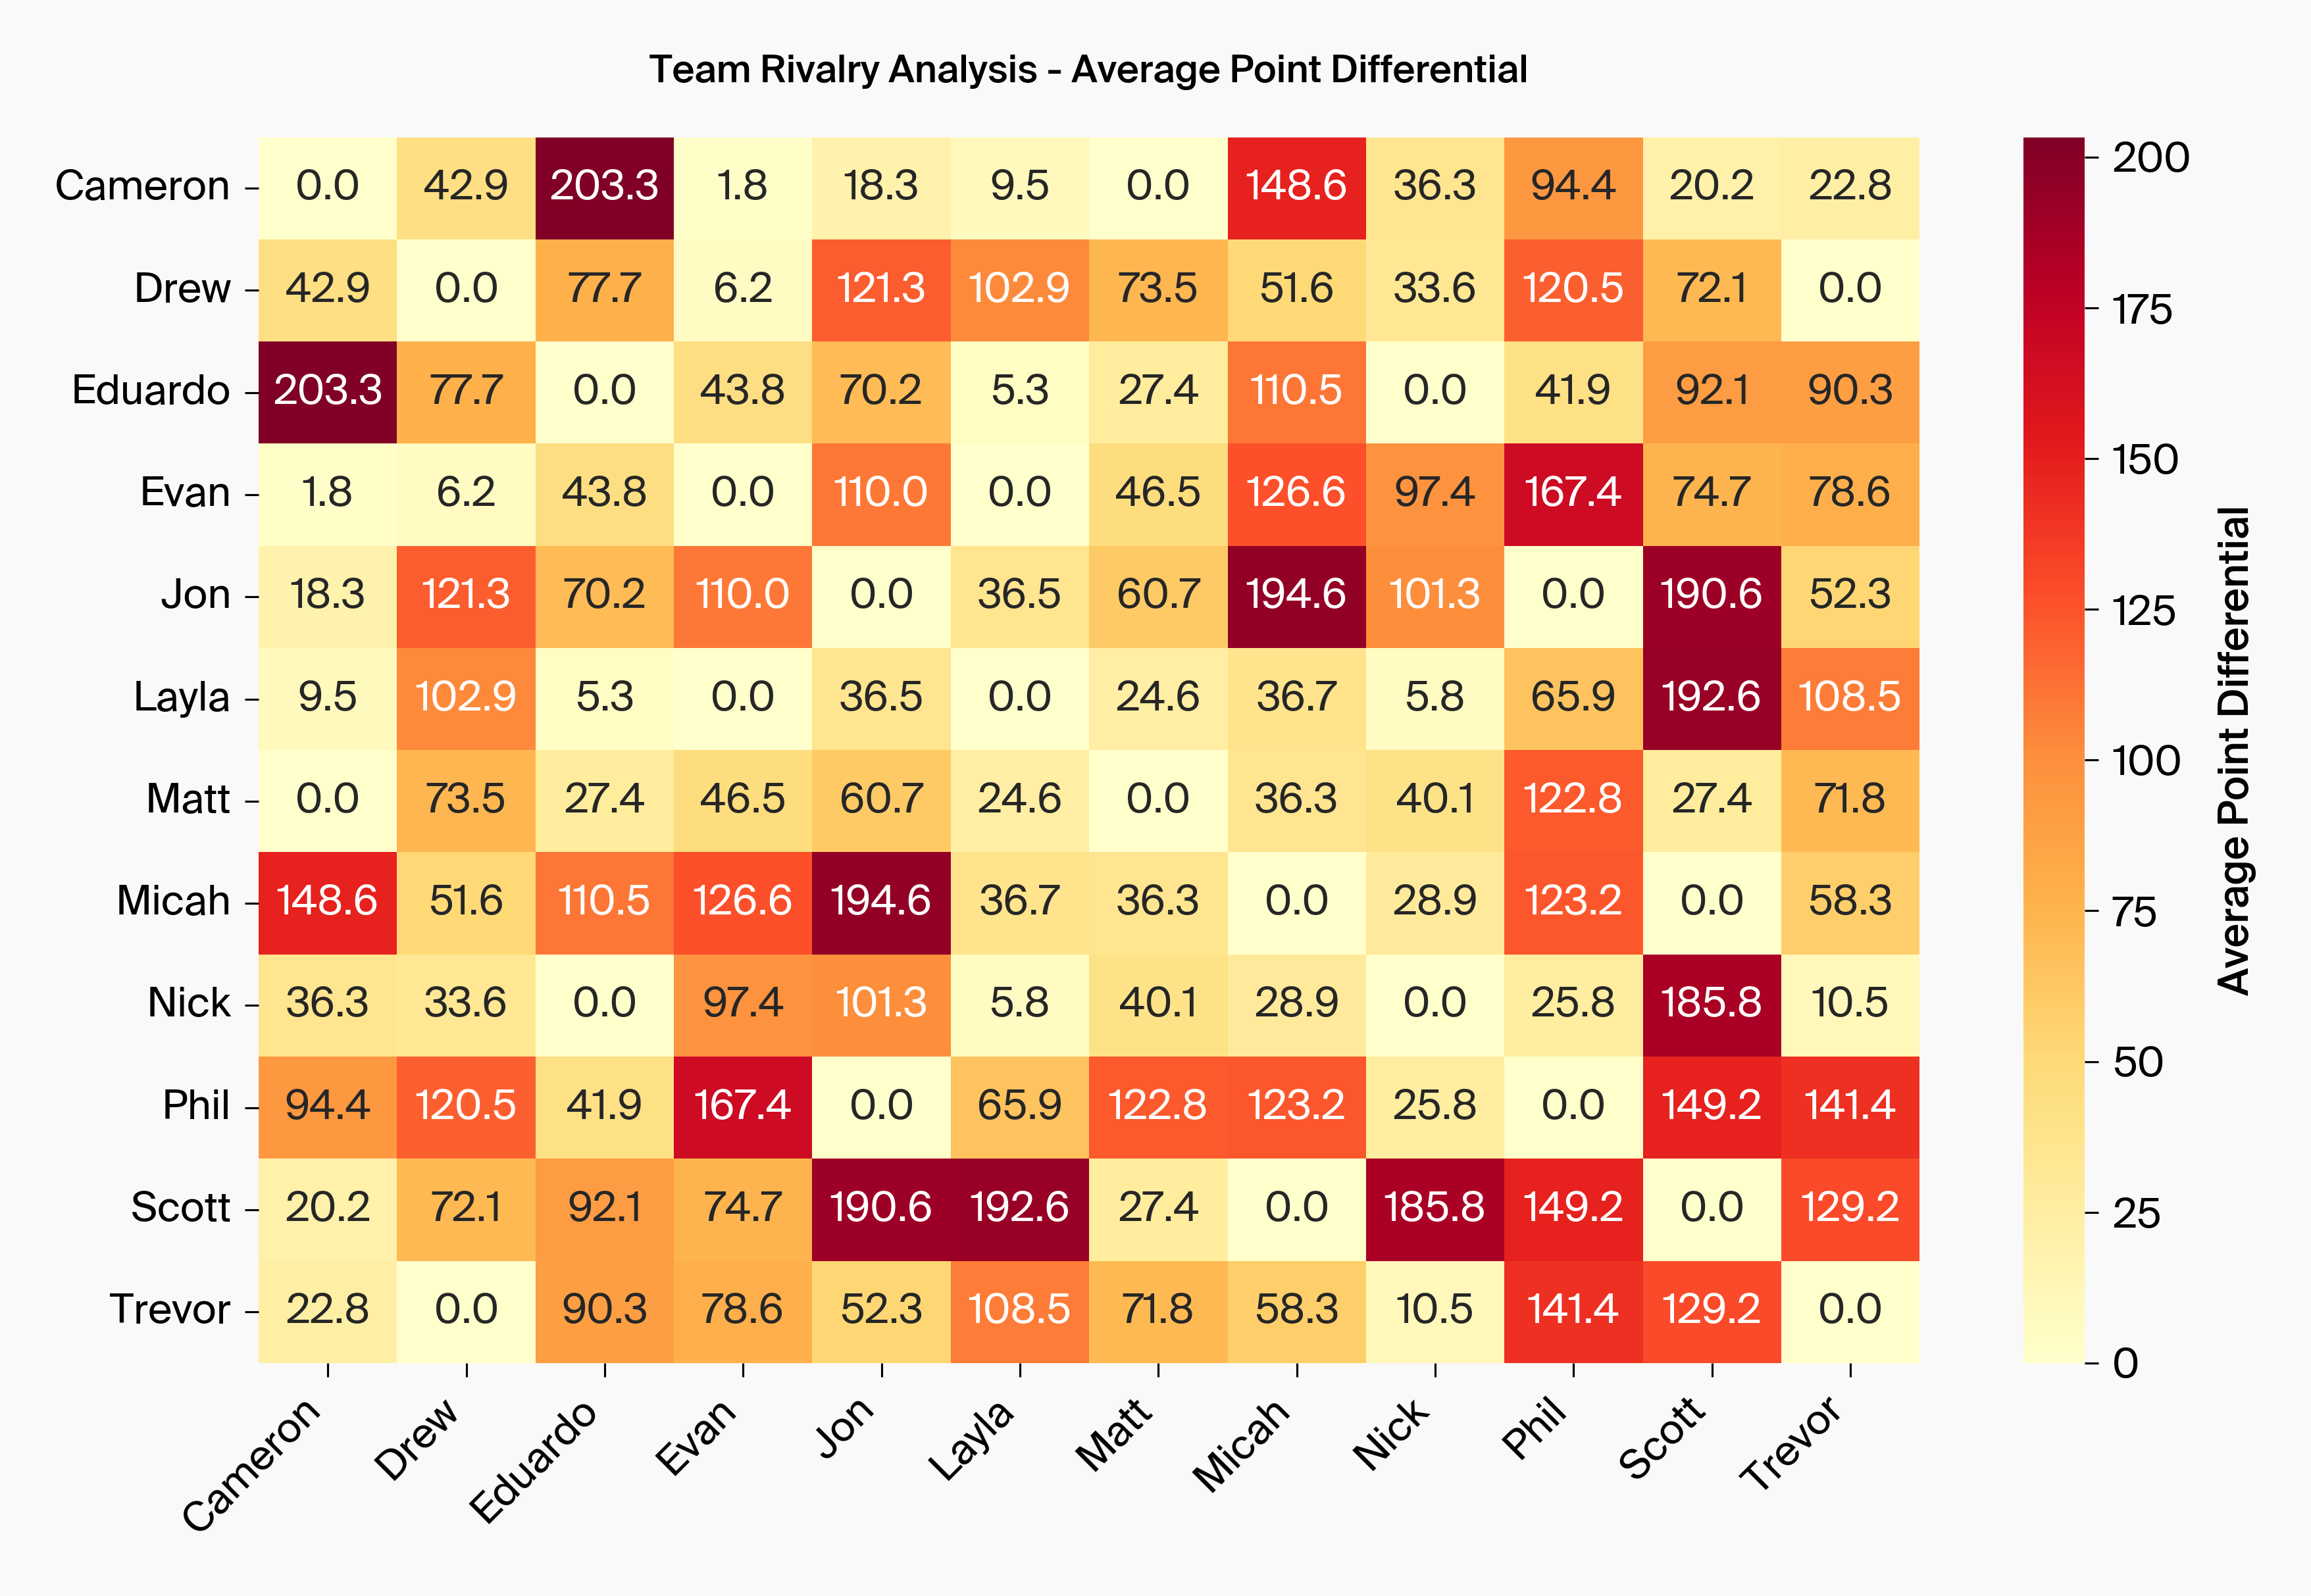 Team Rivalry Analysis - Average Point Differential
Cameron 0.0 42.9 203.3 1.8 18.3 9.5 0.0 148.6 36.3 94.4 20.2 22.8
Drew 42.9 0.0 77.7 6.2 121.3 102.9 73.5 51.6 33.6 120.5 72.1 0.0
Eduardo 203.3 77.7 0.0 43.8 70.2 5.3 27.4 110.5 0.0 41.9 92.1 90.3
Evan 1.8 6.2 43.8 0.0 110.0 0.0 46.5 126.6 97.4 167.4 74.7 78.6
Jon 18.3 121.3 70.2 110.0 0.0 36.5 60.7 194.6 101.3 0.0 190.6 52.3
Layla 9.5 102.9 5.3 0.0 36.5 0.0 24.6 36.7 5.8 65.9 192.6 108.5
Matt 0.0 73.5 27.4 46.5 60.7 24.6 0.0 36.3 40.1 122.8 27.4 71.8
Micah 148.6 51.6 110.5 126.6 194.6 36.7 36.3 0.0 28.9 123.2 0.0 58.3
Nick 36.3 33.6 0.0 97.4 101.3 5.8 40.1 28.9 0.0 25.8 185.8 10.5
Phil 94.4 120.5 41.9 167.4 0.0 65.9 122.8 123.2 25.8 0.0 149.2 141.4
Scott 20.2 72.1 92.1 74.7 190.6 192.6 27.4 0.0 185.8 149.2 0.0 129.2
Trevor 22.8 0.0 90.3 78.6 52.3 108.5 71.8 58.3 10.5 141.4 129.2 0.0
Cameron Drew Eduardo Evan Jon Layla Matt Micah Nick Phil Scott Trevor
200
175
150
125
100
75
50
25
0
Average Point Differential